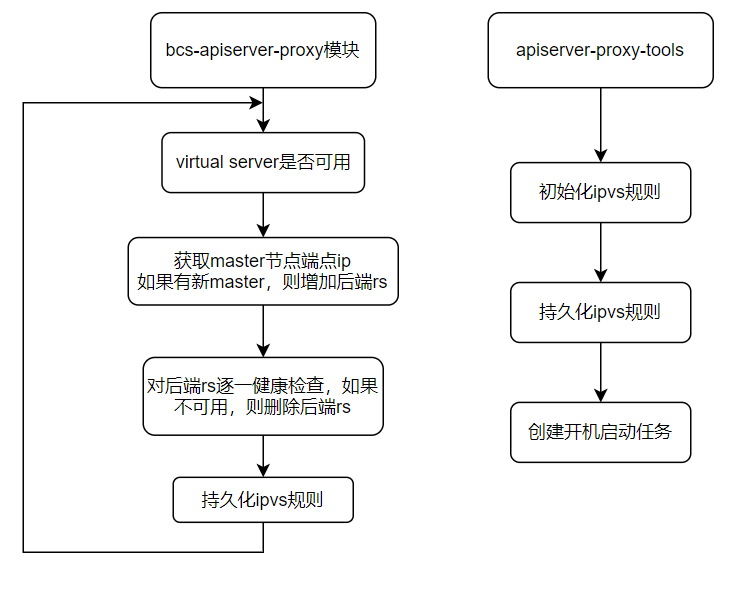 bcs-apiserver-proxy模块
virtual server是否可用
获取master节点端点ip
如果有新master，则增加后端rs
对后端rs逐一健康检查，如果
不可用，则删除后端rs
持久化ipvs规则
apiserver-proxy-tools
初始化ipvs规则
持久化ipvs规则
创建开机启动任务